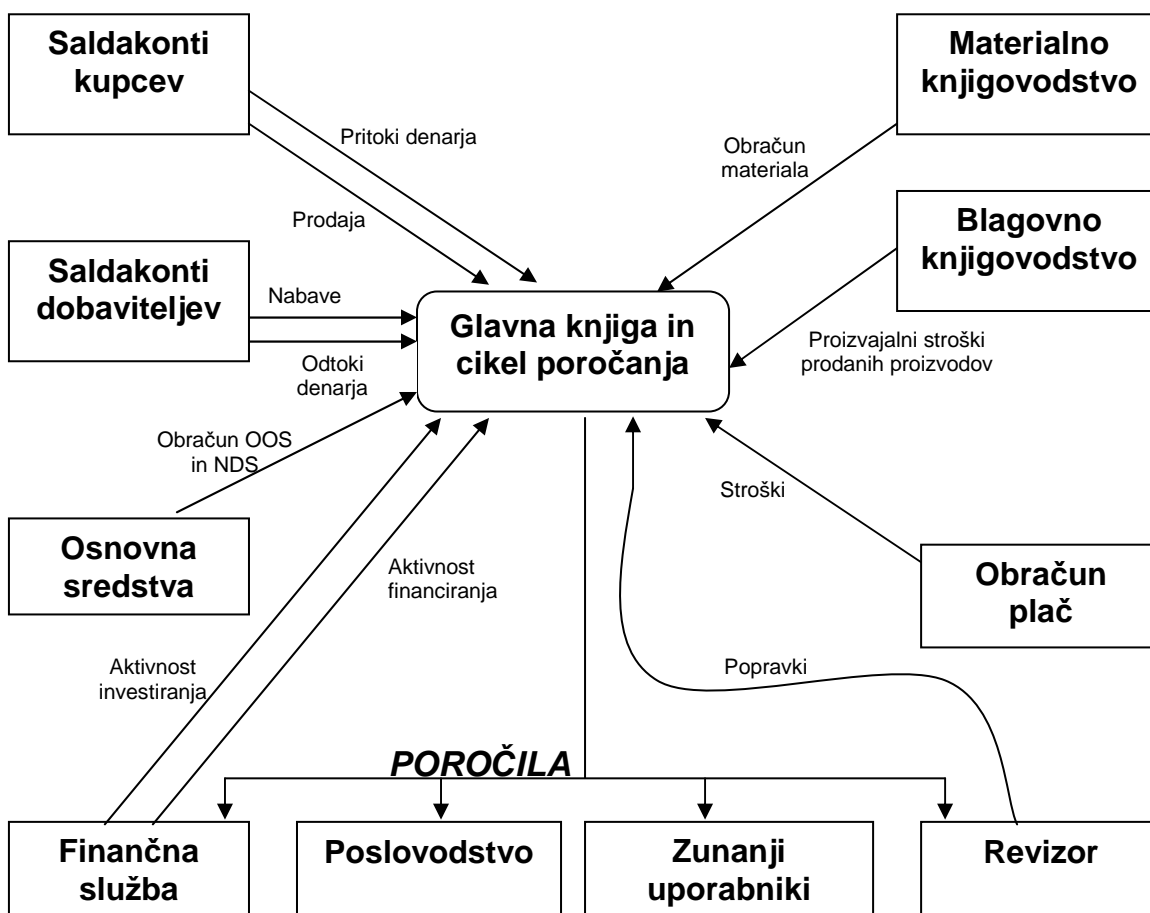 Saldakonti
kupcev
Materialno
knjigovodstvo
Pritoki denarja
Obračun
materiala
Prodaja
Blagovno
knjigovodstvo
Saldakonti
dobaviteljev
Nabave
Glavna knjiga in
cikel poročanja
Proizvajalni stroški
prodanih proizvodov
Odtoki
denarja
Obračun OOS
in NDS
Stroški
Osnovna
sredstva
Aktivnost
financiranja
Obračun
plač
Aktivnost
investiranja
Popravki
POROČILA
Finančna
služba
Poslovodstvo
Zunanji
uporabniki
Revizor